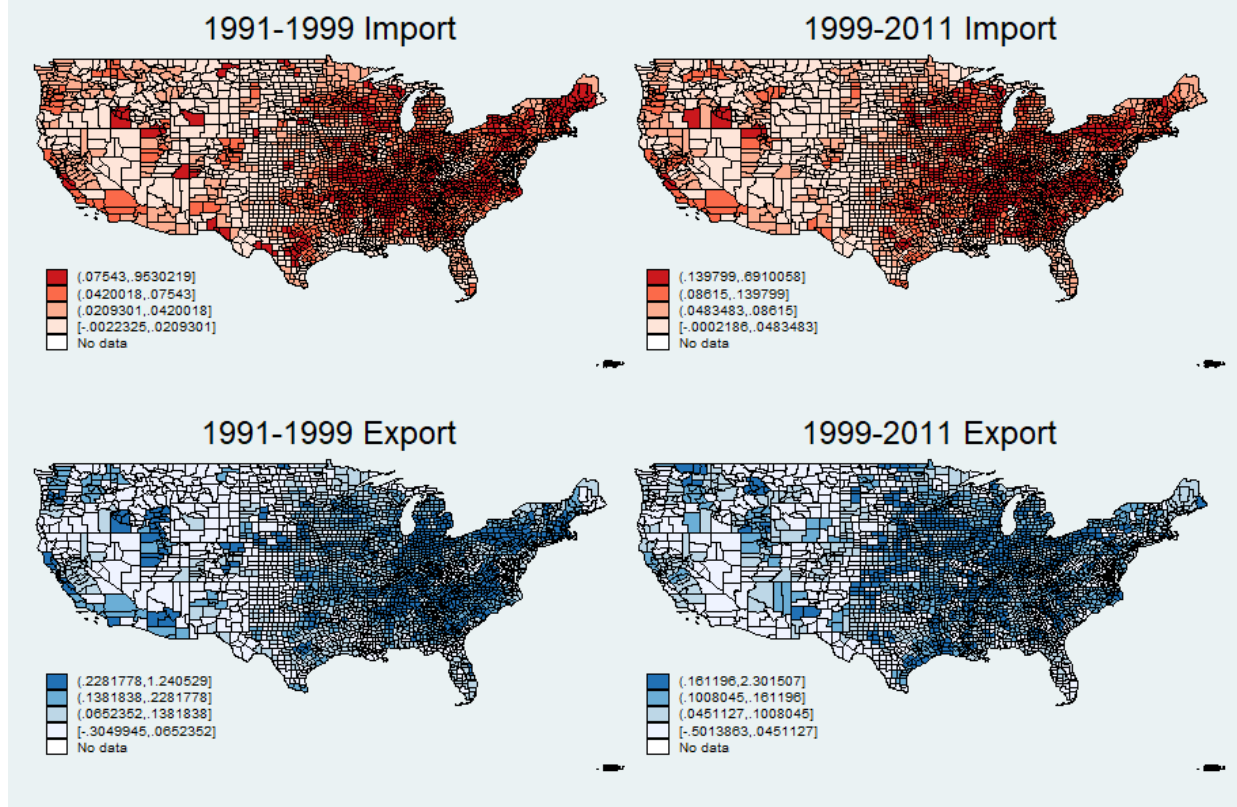 1991-1999 Import
(.07543,.9530219]
(.0420018,.07543]
(.0209301,.0420018]
[-.0022325,.0209301]
No data
1999-2011 Import
(.139799,.6910058]
(.08615,.139799]
(.0483483,.08615]
[-.0002186,.0483483]
No data
1991-1999 Export
(.2281778,1.240529]
(.1381838,.2281778]
(.0652352,.1381838]
[-.3049945,.0652352]
No data
1999-2011 Export
(.161196,2.301507]
(.1008045,.161196]
(.0451127,.1008045]
[-.5013863,.0451127]
No data